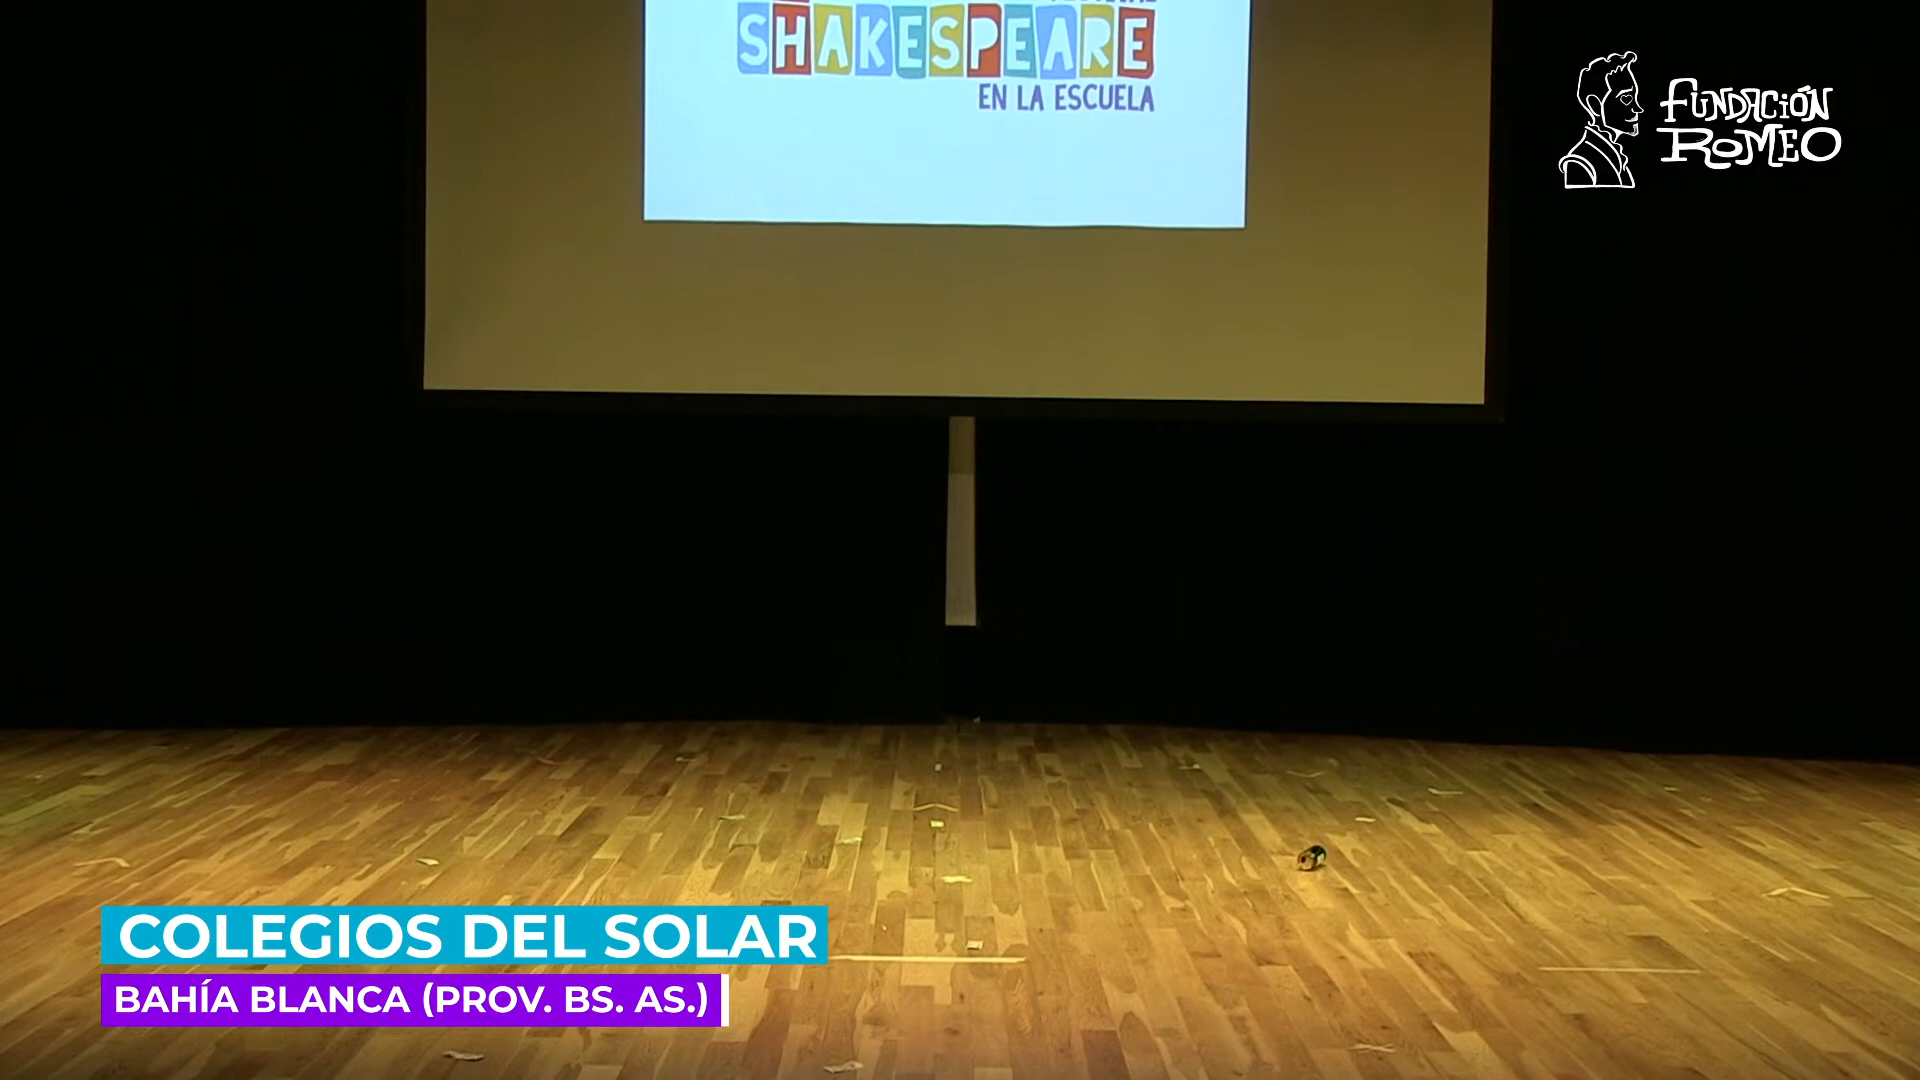 SHAKESPEARE
EN LA ESCUELA
FUNDACIÓN
ROMEO
COLEGIOS DEL SOLAR
BAHÍA BLANCA (PROV. BS. AS.)